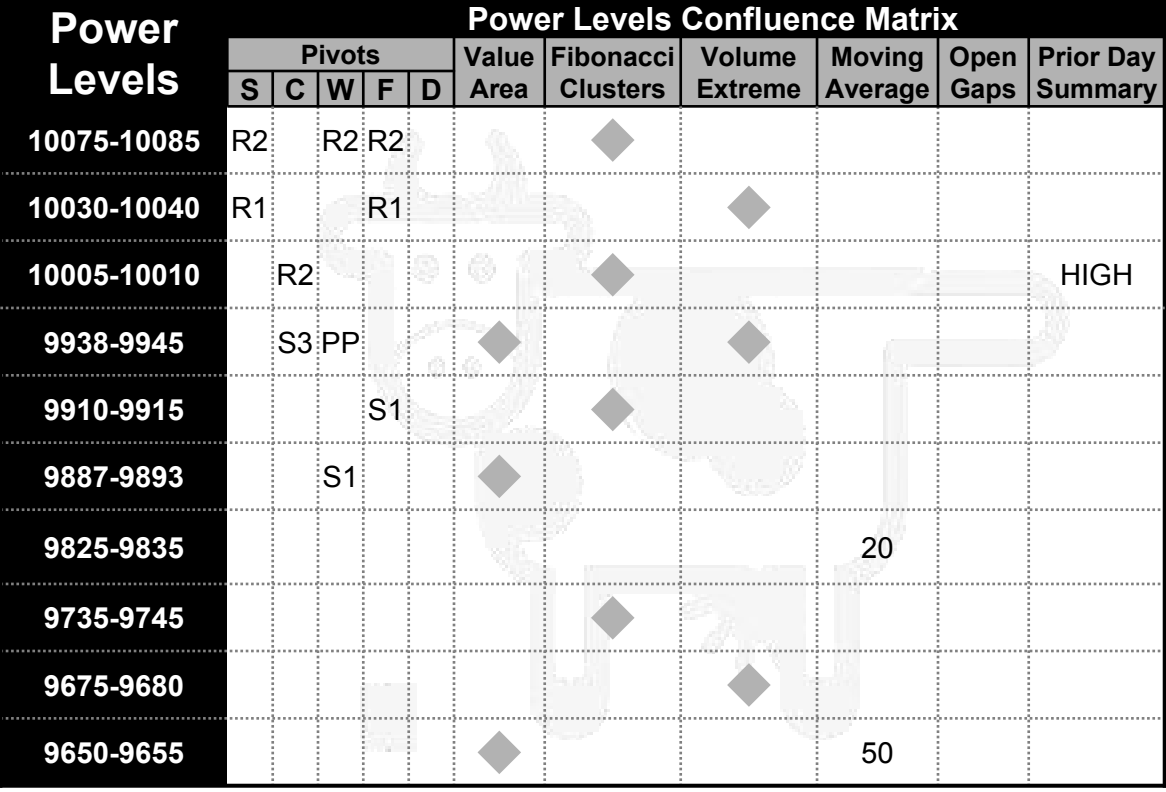 Power Levels
Power Levels Confluence Matrix
Pivots Value Area Fibonacci Clusters Volume Extreme Moving Average Open Gaps Prior Day Summary
S C W F D
10075-10085 R2 R2 R2
10030-10040 R1 R1
10005-10010 R2 HIGH
9938-9945 S3 PP
9910-9915 S1
9887-9893 S1
9825-9835 20
9735-9745
9675-9680
9650-9655 50